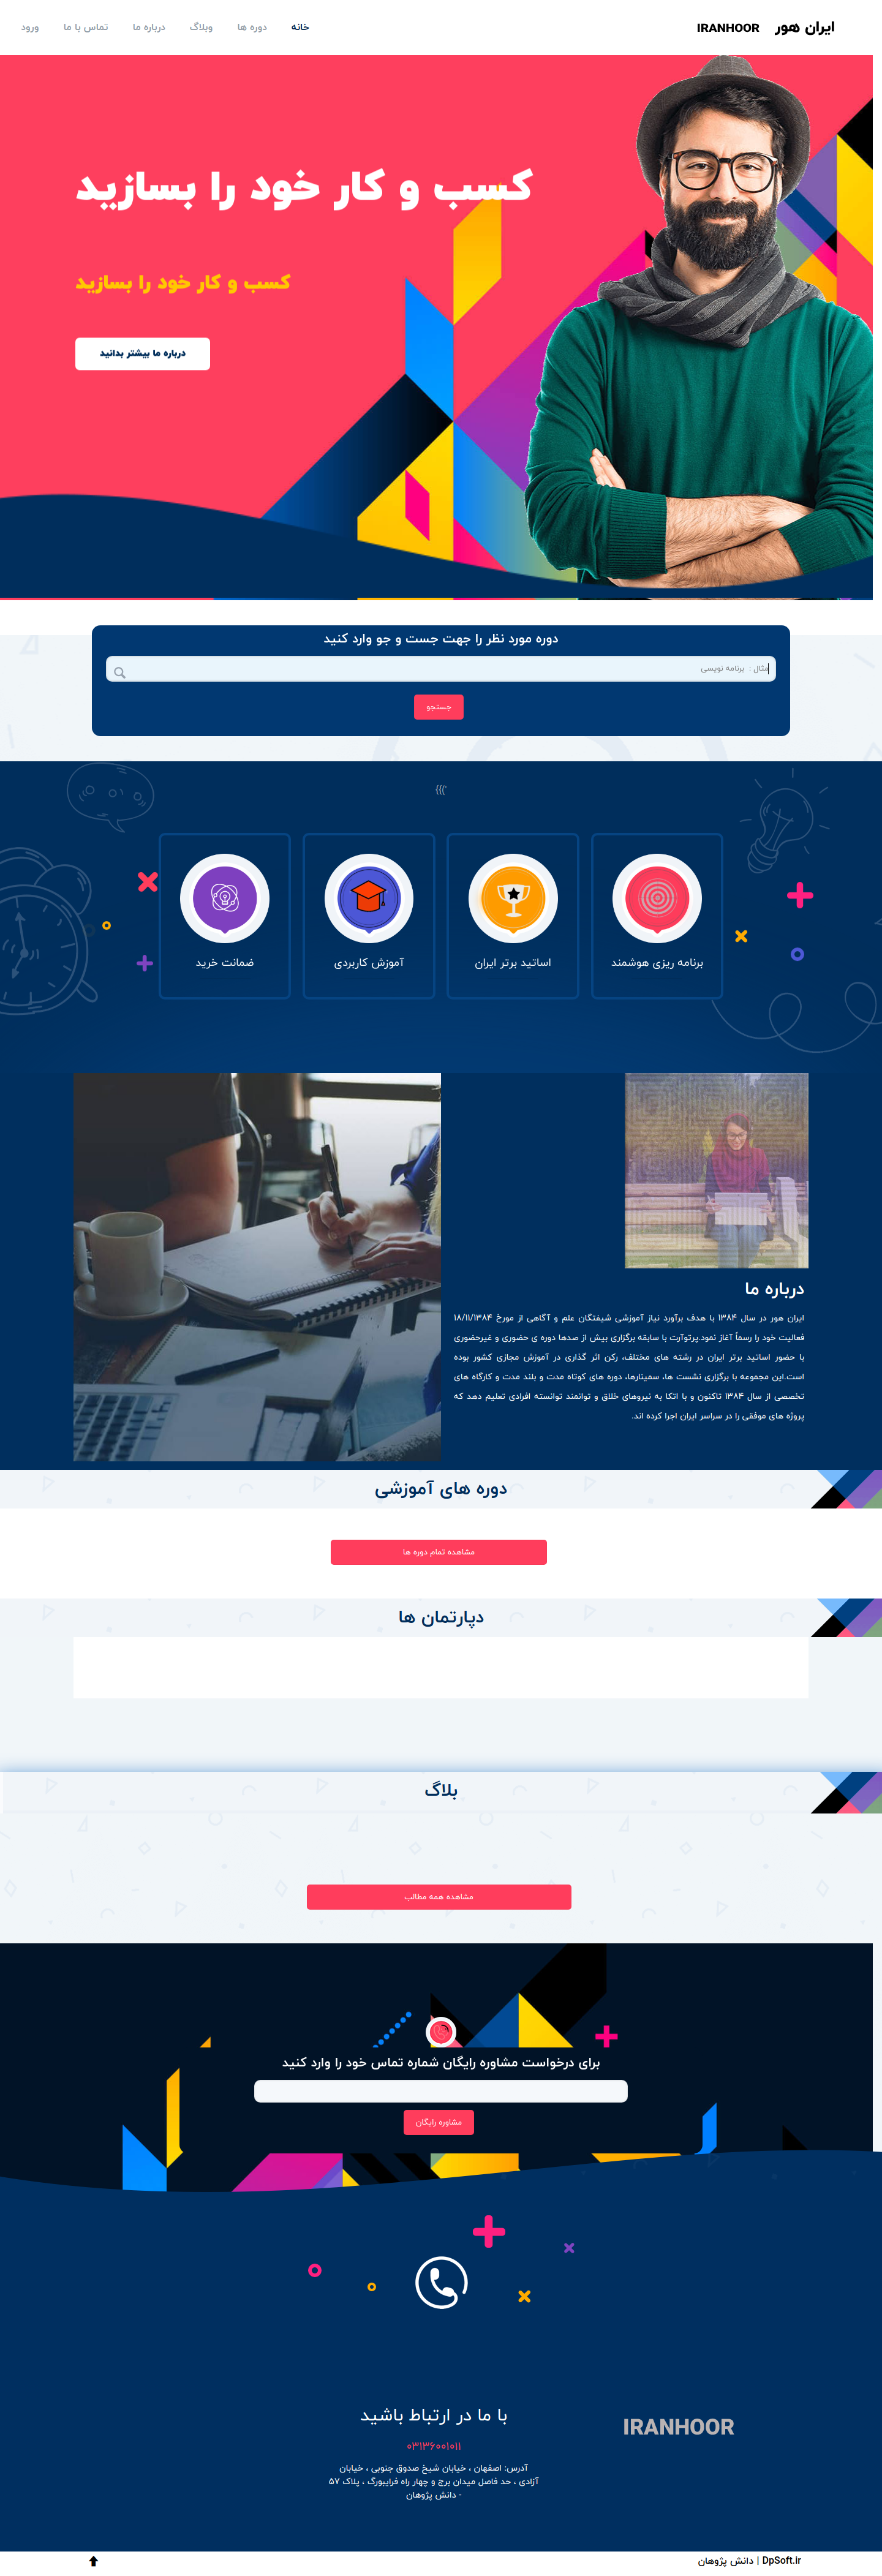 ایران هور IRANHOOR
خانه دوره ها وبلاگ درباره ما تماس با ما ورود
کسب و کار خود را بسازید
کسب و کار خود را بسازید
درباره ما بیشتر بدانید
دوره مورد نظر را جهت جست و جو وارد کنید
مثال : برنامه نویسی
جستجو
'}}}
برنامه ریزی هوشمند
اساتید برتر ایران
آموزش کاربردی
ضمانت خرید
درباره ما
ایران هور در سال ۱۳۸۴ با هدف برآورد نیاز آموزشی شیفتگان علم و آگاهی از مورخ ۱۸/۱۱/۱۳۸۴
فعالیت خود را رسماً آغاز نمود.پرتوآرت با سابقه برگزاری بیش از صدها دوره ی حضوری و غیرحضوری
با حضور اساتید برتر ایران در رشته های مختلف، رکن اثر گذاری در آموزش مجازی کشور بوده
است.این مجموعه با برگزاری نشست ها، سمینارها، دوره های کوتاه مدت و بلند مدت و کارگاه های
تخصصی از سال ۱۳۸۴ تاکنون و با اتکا به نیروهای خلاق و توانمند توانسته افرادی تعلیم دهد که
پروژه های موفقی را در سراسر ایران اجرا کرده اند.
دوره های آموزشی
مشاهده تمام دوره ها
دپارتمان ها
بلاگ
مشاهده همه مطالب
برای درخواست مشاوره رایگان شماره تماس خود را وارد کنید
مشاوره رایگان
IRANHOOR
با ما در ارتباط باشید
۰۳۱۳۶۰۰۱۰۱۱
آدرس: اصفهان ، خیابان شیخ صدوق جنوبی ، خیابان
آزادی ، حد فاصل میدان برج و چهار راه فرایبورگ ، پلاک ۵۷
- دانش پژوهان
DpSoft.ir | دانش پژوهان